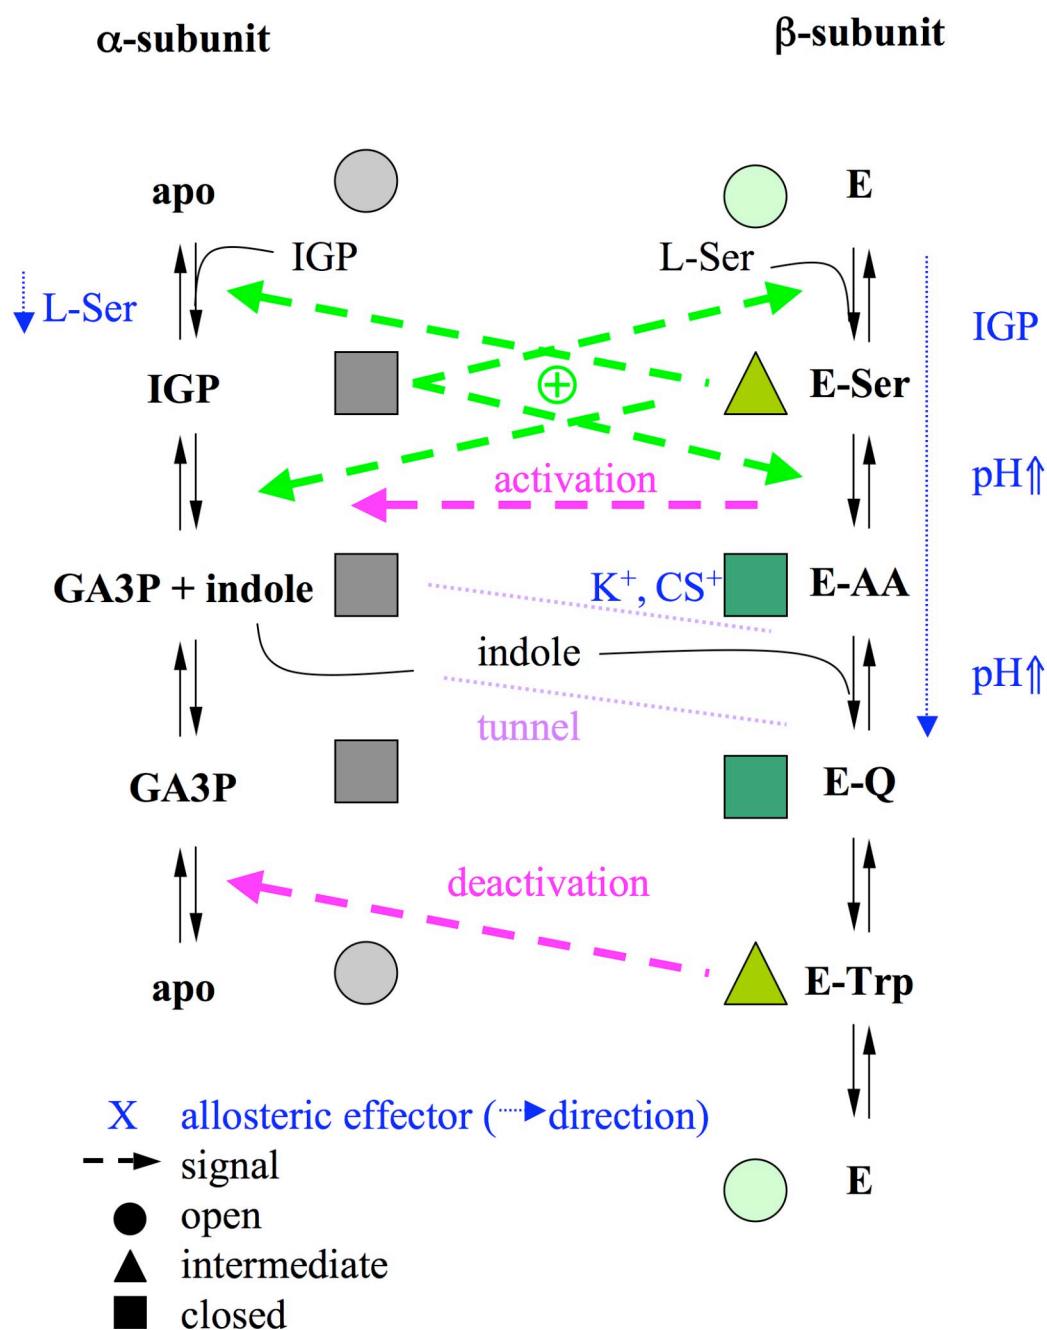 α-subunit
β-subunit
apo
E
IGP
L-Ser
L-Ser
IGP
IGP
E-Ser
pH⇑
activation
GA3P + indole
K⁺, CS⁺
E-AA
indole
pH⇑
tunnel
GA3P
E-Q
deactivation
apo
E-Trp
X allosteric effector (⇢direction)
signal
E
open
intermediate
closed